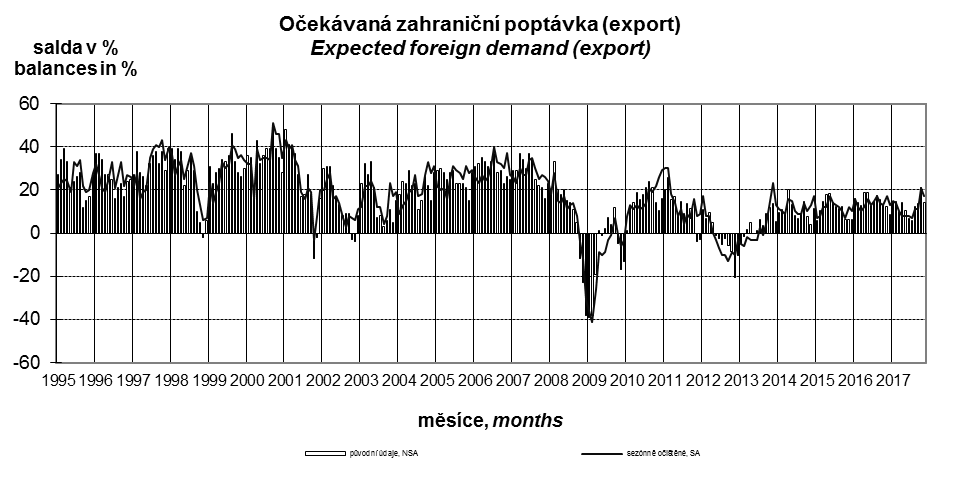 Očekávaná zahraniční poptávka (export)
Expected foreign demand (export)
salda v %
balances in %
60
40
20
0
-20
-40
-60
1995 1996 1997 1998 1999 2000 2001 2002 2003 2004 2005 2006 2007 2008 2009 2010 2011 2012 2013 2014 2015 2016 2017
měsíce, months
původní údaje, NSA
sezónně očištěné, SA